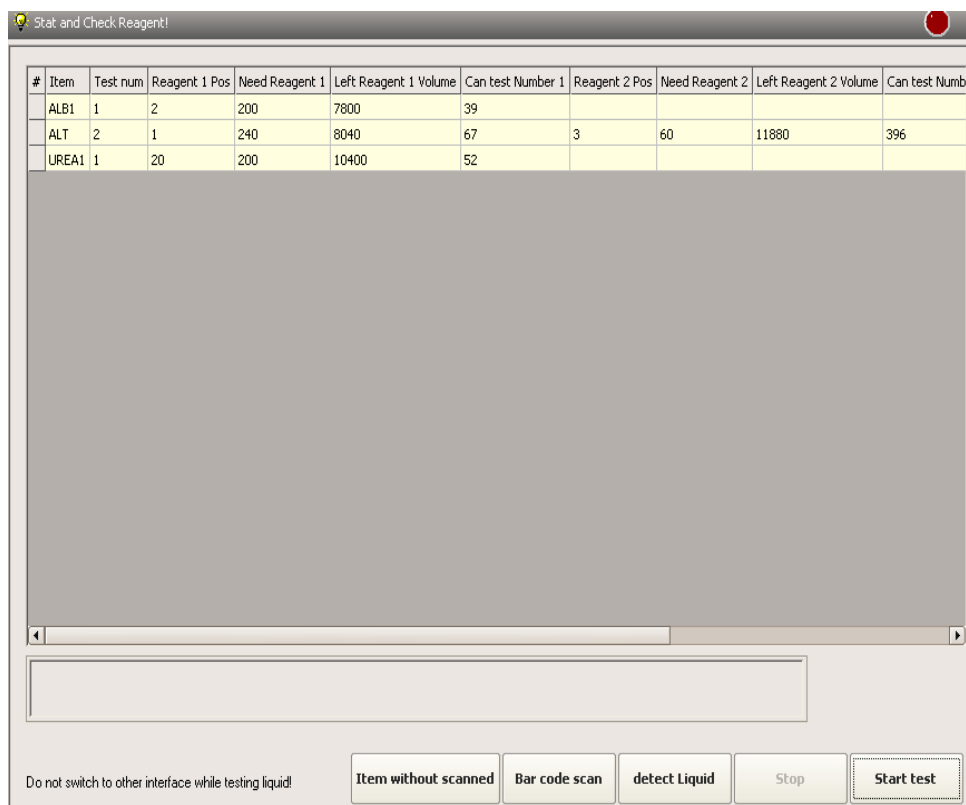 Stat and Check Reagent!
# Item Test num Reagent 1 Pos Need Reagent 1 Left Reagent 1 Volume Can test Number 1 Reagent 2 Pos Need Reagent 2 Left Reagent 2 Volume Can test Numb
ALB1 1 2 200 7800 39
ALT 2 1 240 8040 67 3 60 11880 396
UREA1 1 20 200 10400 52
Do not switch to other interface while testing liquid! Item without scanned Bar code scan detect Liquid Stop Start test